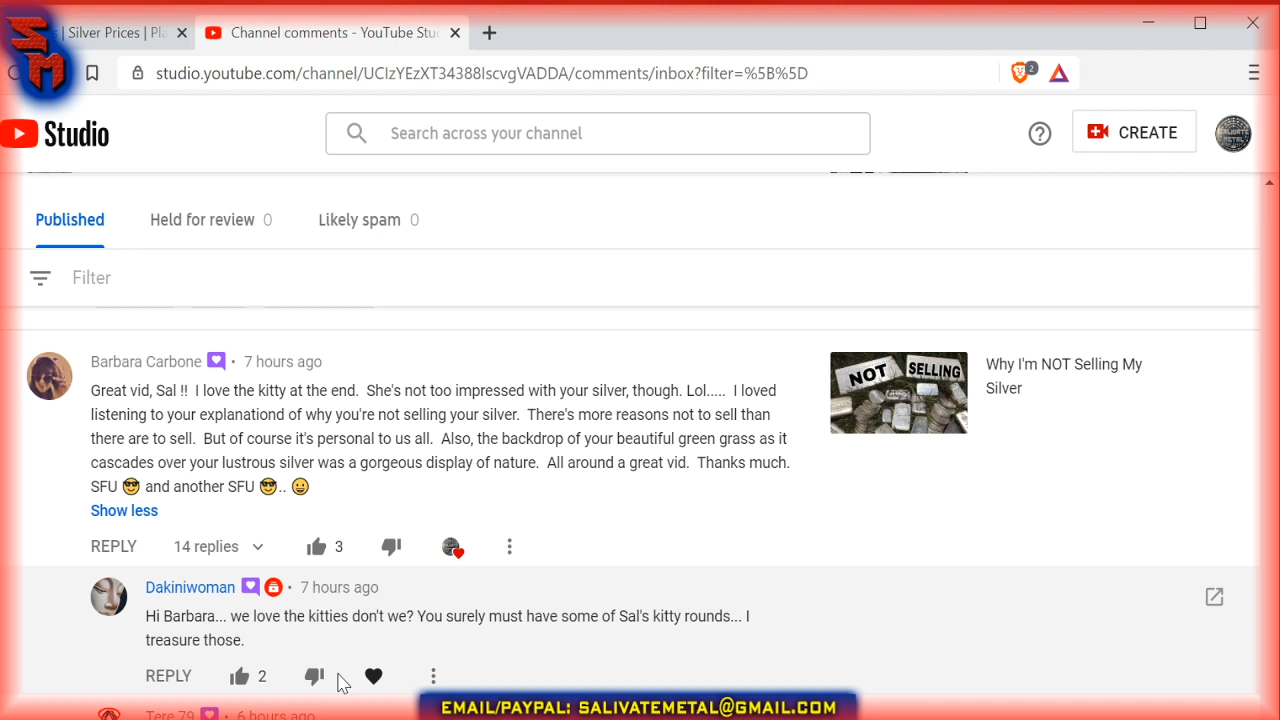 SM
| Silver Prices | Pl
Channel comments - YouTube Stu
studio.youtube.com/channel/UCIzYEzXT34388IscvgVADDA/comments/inbox?filter=%5B%5D
2
Studio
Search across your channel
CREATE
Published
Held for review 0
Likely spam 0
Filter
Barbara Carbone • 7 hours ago
Great vid, Sal !! I love the kitty at the end. She's not too impressed with your silver, though. Lol..... I loved
listening to your explanationd of why you're not selling your silver. There's more reasons not to sell than
there are to sell. But of course it's personal to us all. Also, the backdrop of your beautiful green grass as it
cascades over your lustrous silver was a gorgeous display of nature. All around a great vid. Thanks much.
SFU 😎 and another SFU 😎.. 😀
Show less
REPLY 14 replies 3
NOT SELLING
Why I'm NOT Selling My
Silver
Dakiniwoman • 7 hours ago
Hi Barbara... we love the kitties don't we? You surely must have some of Sal's kitty rounds... I
treasure those.
REPLY 2
Tere 79 • 6 hours ago
EMAIL/PAYPAL: SALIVATEMETAL@GMAIL.COM